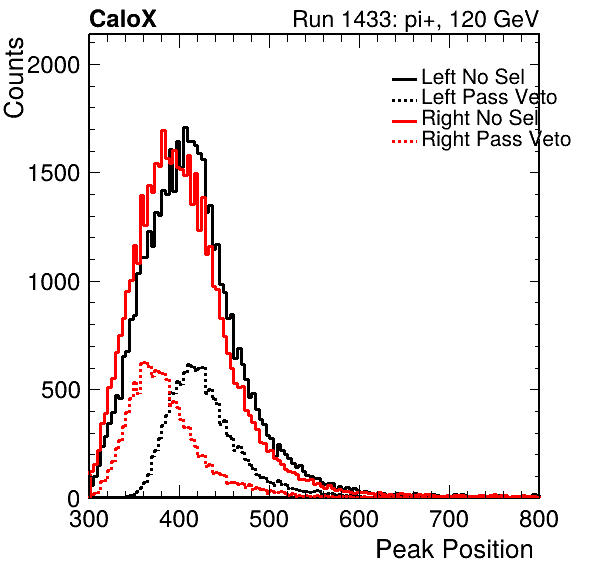 CaloX Run 1433: pi+, 120 GeV
Counts
2000
1500
1000
500
0
Left No Sel
Left Pass Veto
Right No Sel
Right Pass Veto
300 400 500 600 700 800
Peak Position